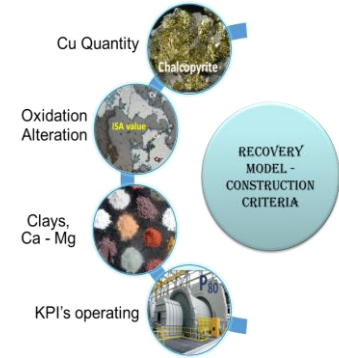 Cu Quantity
Chalcopyrite
Oxidation
Alteration
ISA value
Clays,
Ca - Mg
KPI's operating
P80
RECOVERY
MODEL -
CONSTRUCTION
CRITERIA